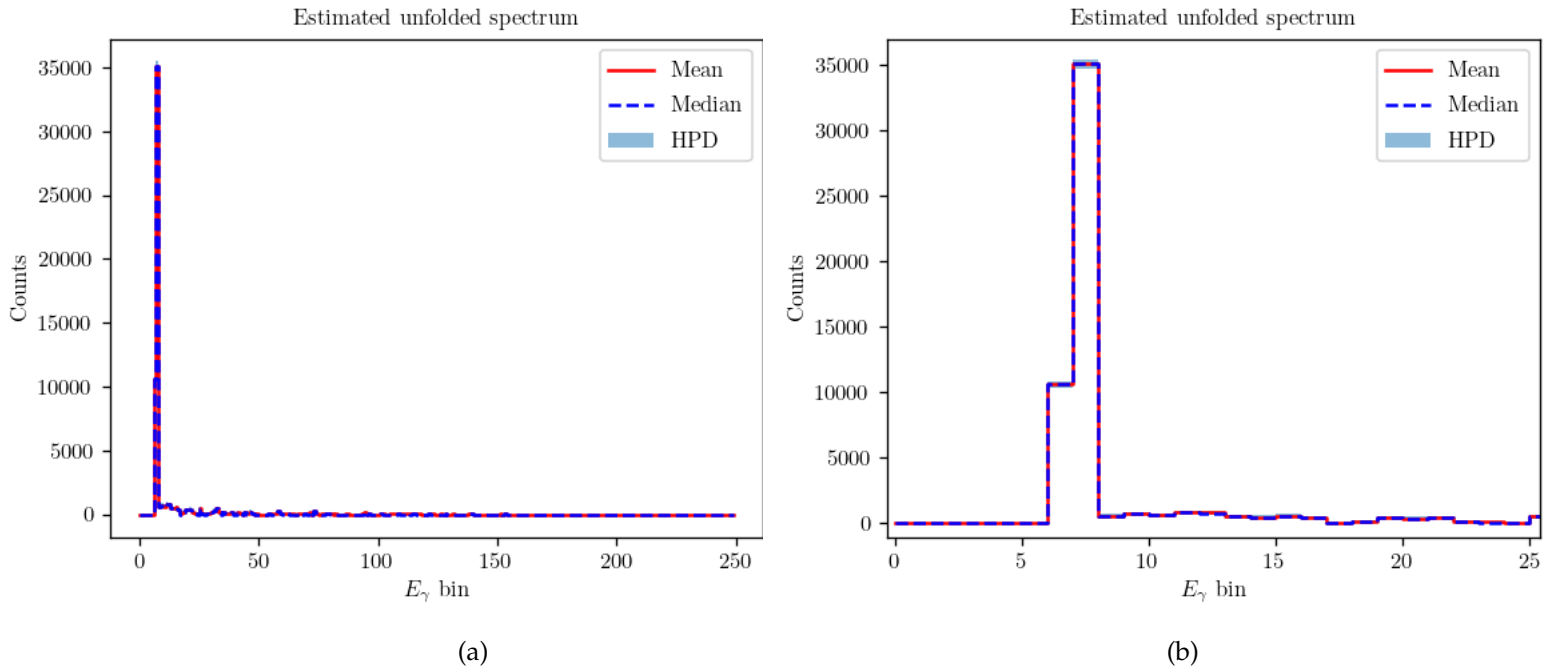 Estimated unfolded spectrum
35000
30000
25000
20000
15000
10000
5000
0
Counts
0 50 100 150 200 250
E_γ bin
Mean
Median
HPD
(a)
Estimated unfolded spectrum
35000
30000
25000
20000
15000
10000
5000
0
Counts
0 5 10 15 20 25
E_γ bin
Mean
Median
HPD
(b)